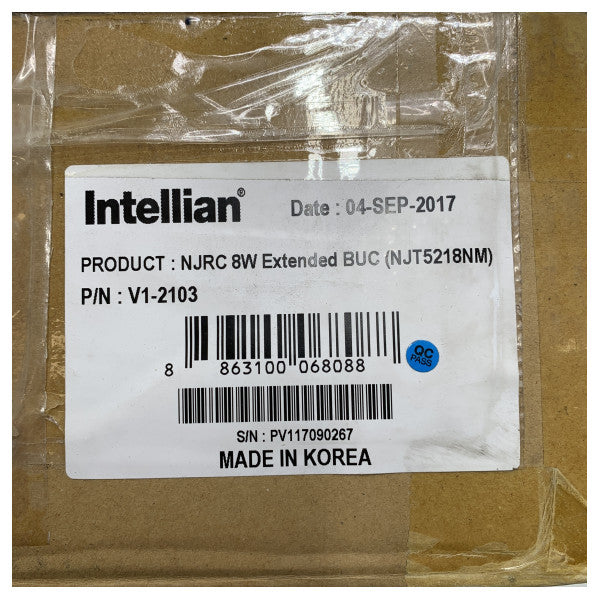 Intellian® Date : 04-SEP-2017
PRODUCT : NJRC 8W Extended BUC (NJT5218NM)
P/N : V1-2103
8 863100 068088
QC
PASS
S/N : PV117090267
MADE IN KOREA